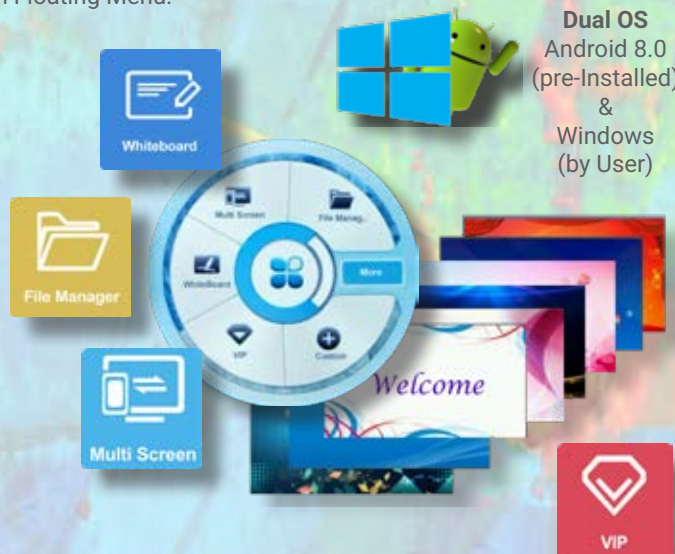 Floating Menu.
Dual OS
Android 8.0
(pre-Installed)
&
Windows
(by User)
Whiteboard
Multi Screen
File Manag..
File Manager
WhiteBoard
More
VIP
Custom
Welcome
Multi Screen
VIP